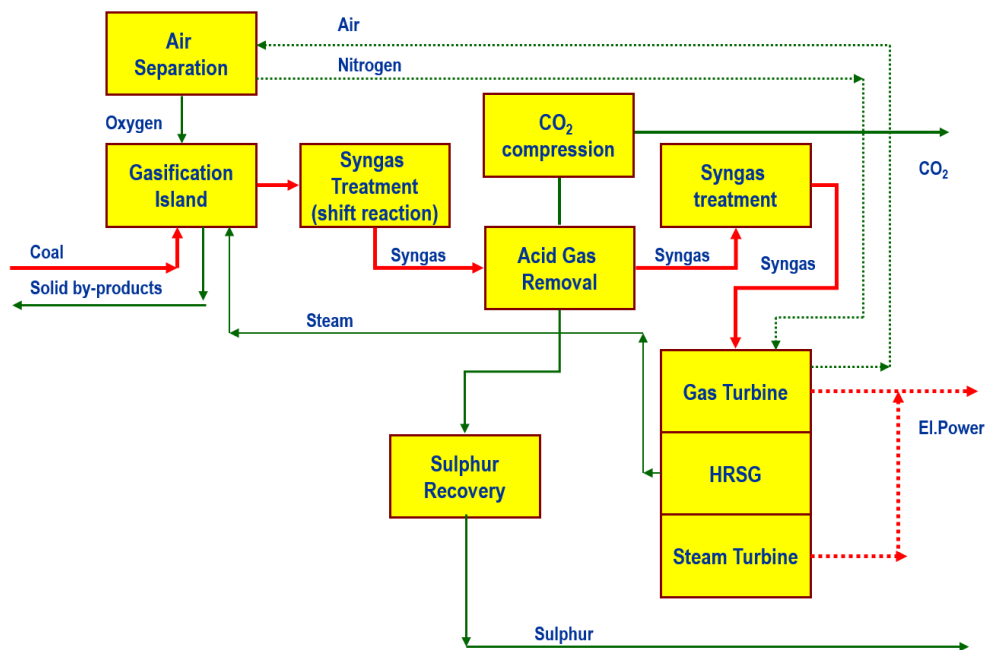 Air
Separation
Air
Nitrogen
Oxygen
CO₂
compression
CO₂
Gasification
Island
Syngas
Treatment
(shift reaction)
Syngas
treatment
Coal
Solid by-products
Syngas
Acid Gas
Removal
Syngas
Syngas
Steam
Gas Turbine
El.Power
HRSG
Steam Turbine
Sulphur
Recovery
Sulphur